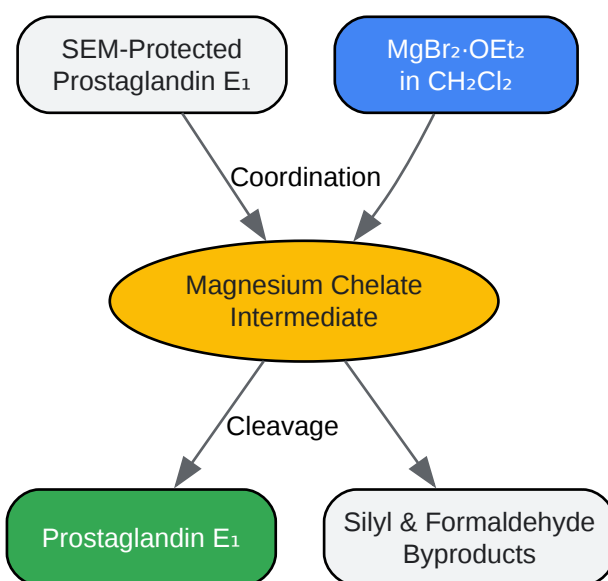 SEM-Protected
Prostaglandin E₁
MgBr₂·OEt₂
in CH₂Cl₂
Coordination
Magnesium Chelate
Intermediate
Cleavage
Prostaglandin E₁
Silyl & Formaldehyde
Byproducts